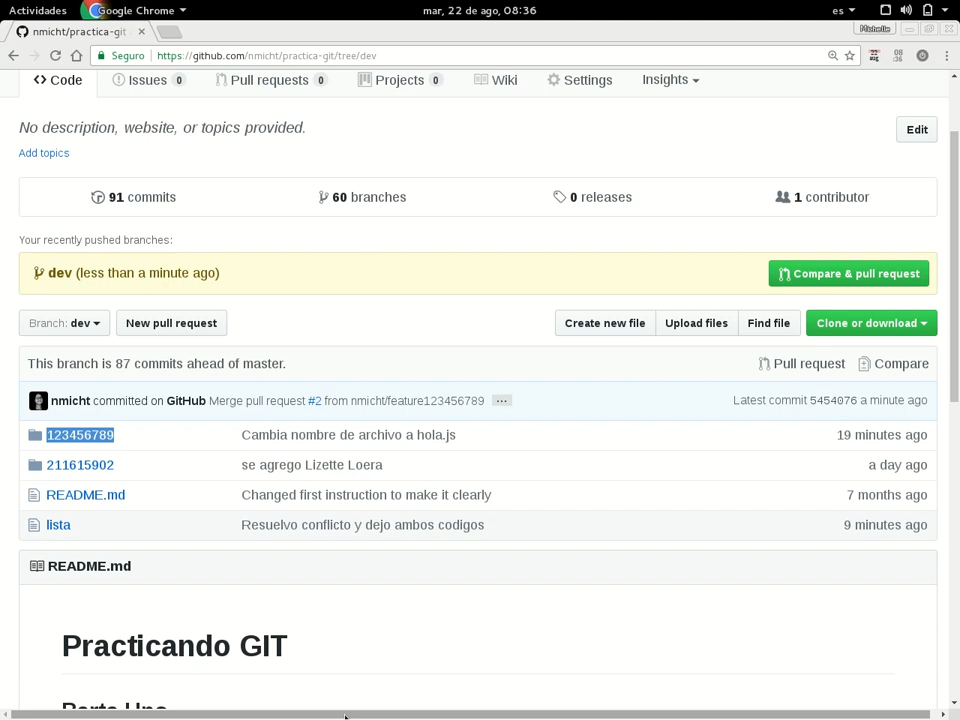 Actividades Google Chrome mar, 22 de ago, 08:36 es
nmicht/practica-git Michelle
Seguro https://github.com/nmicht/practica-git/tree/dev
Code Issues 0 Pull requests 0 Projects 0 Wiki Settings Insights
No description, website, or topics provided. Edit
Add topics
91 commits 60 branches 0 releases 1 contributor
Your recently pushed branches:
dev (less than a minute ago) Compare & pull request
Branch: dev New pull request Create new file Upload files Find file Clone or download
This branch is 87 commits ahead of master. Pull request Compare
nmicht committed on GitHub Merge pull request #2 from nmicht/feature123456789 ... Latest commit 5454076 a minute ago
123456789 Cambia nombre de archivo a hola.js 19 minutes ago
211615902 se agrego Lizette Loera a day ago
README.md Changed first instruction to make it clearly 7 months ago
lista Resuelvo conflicto y dejo ambos codigos 9 minutes ago
README.md
Practicando GIT
Parte Uno